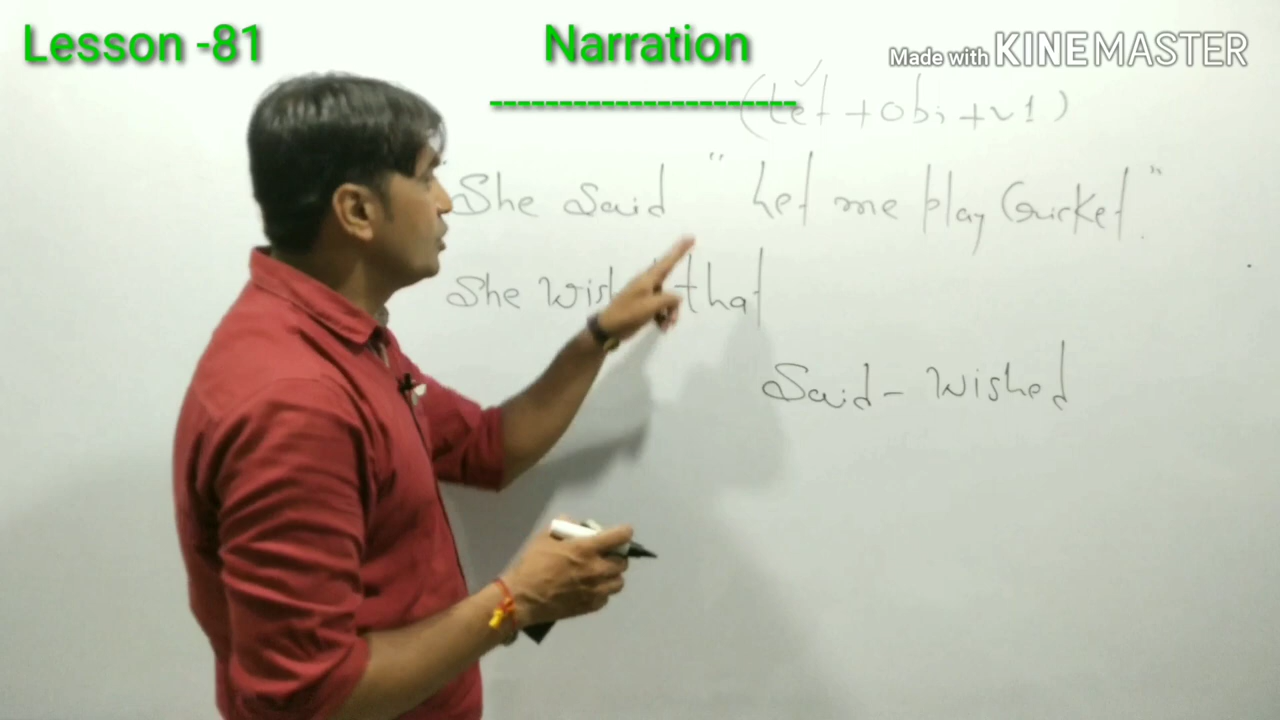 Lesson -81 Narration Made with KINEMASTER
-----------------------
(let + obj + v1)
She Said "Let me play Cricket."
She that
Said - Wished